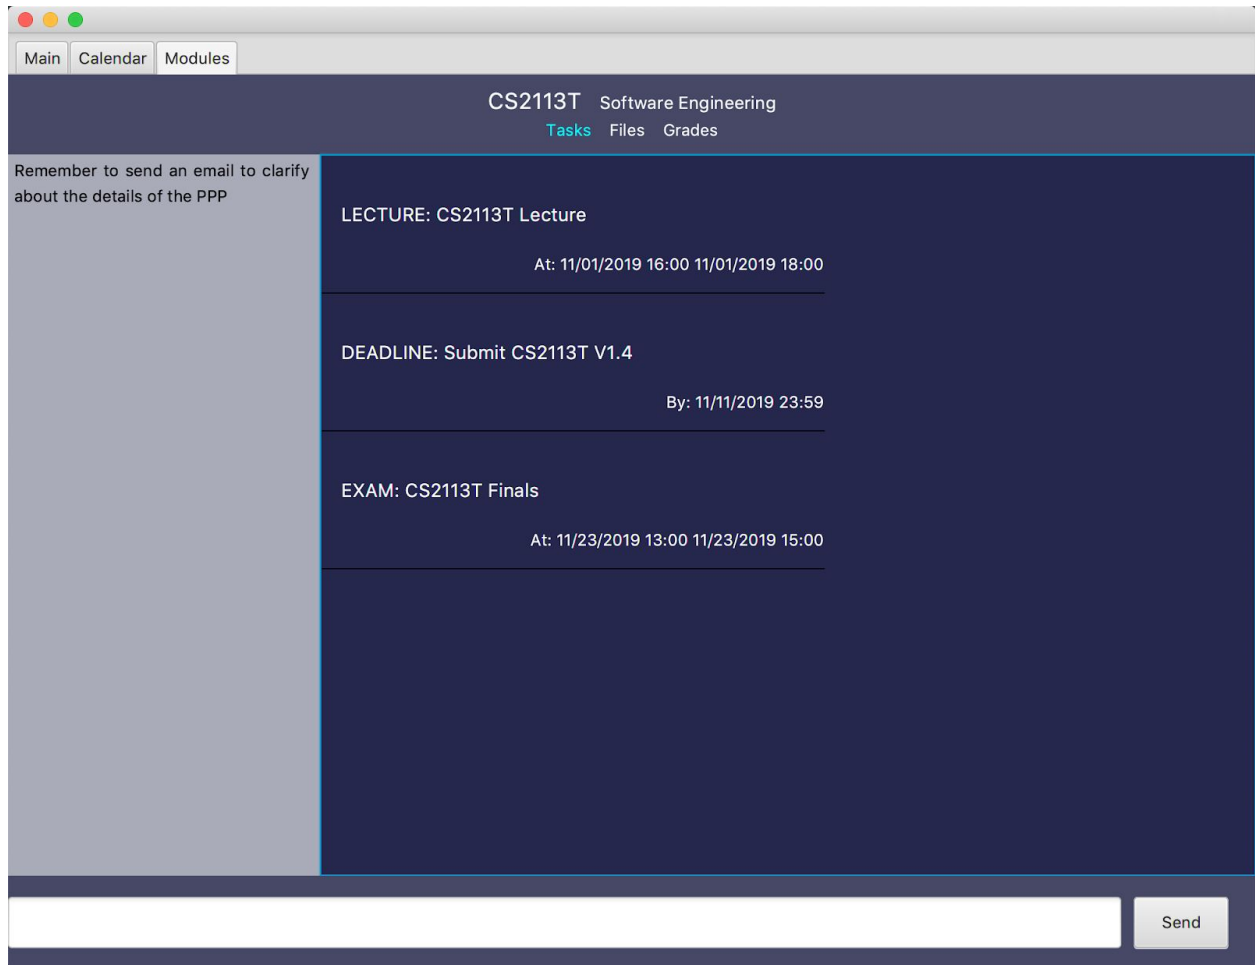 Main Calendar Modules
CS2113T Software Engineering
Tasks Files Grades
Remember to send an email to clarify
about the details of the PPP
LECTURE: CS2113T Lecture
At: 11/01/2019 16:00 11/01/2019 18:00
DEADLINE: Submit CS2113T V1.4
By: 11/11/2019 23:59
EXAM: CS2113T Finals
At: 11/23/2019 13:00 11/23/2019 15:00
Send